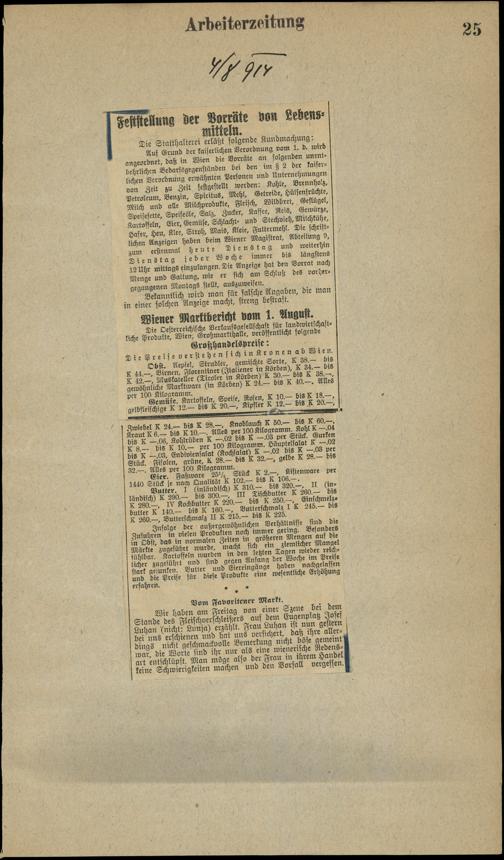 Arbeiterzeitung
25
4/8 914
Feststellung der Vorräte von Lebens-
mitteln.
Die Statthalterei erläßt folgende Kundmachung:
Auf Grund der kaiserlichen Verordnung vom 1. d. wird
angeordnet, daß in Wien die Vorräte an folgenden unent-
behrlichen Bedarfsgegenständen bei den im § 2 der kaiser-
lichen Verordnung erwähnten Personen und Unternehmungen
von Zeit zu Zeit festgestellt werden: Kohle, Brennholz,
Petroleum, Benzin, Spiritus, Mehl, Getreide, Hülsenfrüchte,
Milch und alle Milchprodukte, Fleisch, Wildbret, Geflügel,
Speisefette, Speiseöle, Salz, Zucker, Kaffee, Reis, Gewürze,
Kartoffeln, Eier, Gemüse, Schlacht- und Stechvieh, Milchkühe,
Hafer, Heu, Klee, Stroh, Mais, Kleie, Futtermehl. Die schrift-
lichen Anzeigen haben beim Wiener Magistrat, Abteilung 9,
zum erstenmal heute Dienstag und weiterhin
Dienstag jeder Woche immer bis längstens
12 Uhr mittags einzulangen. Die Anzeige hat den Vorrat nach
Menge und Gattung, wie er sich am Schluß des vorher-
gegangenen Montags stellt, auszuweisen.
Bekanntlich wird man für falsche Angaben, die man
in einer solchen Anzeige macht, streng bestraft.
Wiener Marktbericht vom 1. August.
Die Oesterreichische Verkaufsgesellschaft für landwirtschaft-
liche Produkte, Wien, Großmarkthalle, veröffentlicht folgende
Großhandelspreise:
Die Preise verstehen sich in Kronen ab Wien.
Obst. Aepfel, Strudler, gemischte Sorte, K 38.— bis
K 44.—, Birnen, Florentiner (Italiener in Körben), K 34.— bis
K 42.—, Muskateller (Tiroler in Körben) K 30.— bis K 38.—,
gewöhnliche Marktware (in Körben) K 24.— bis K 40.—. Alles
per 100 Kilogramm.
Gemüse. Kartoffeln, Speise, Rosen, K 10.— bis K 18.—,
gelbfleischige K 12.— bis K 20.—, Kipfler K 12.— bis K 20.—,
Zwiebel K 24.— bis K 28.—, Knoblauch K 50.— bis K 60.—,
Kraut K 6.— bis K 10.—. Alles per 100 Kilogramm. Kohl K —.04
bis K —.06, Kohlrüben K —.02 bis K —.03 per Stück. Gurken
K 8.— bis K 10.— per 100 Kilogramm. Häuptelsalat K —.02
bis K —.03, Endiviensalat (Kochsalat) K —.02 bis K —.03 per
Stück. Fisolen, grüne, K 28.— bis K 32.—, gelbe K 28.— bis
32.—. Alles per 100 Kilogramm.
Eier. Faßware Stück K 2.—, Kistenware per
1440 Stück je nach Qualität K 102.— bis K 106.—.
Butter. I (inländisch) K 310.— bis K 320.—, II (in-
ländisch) K 290.— bis K 300.—, III Tischbutter K 260.— bis
K 280.—, IV Kochbutter K 220.— bis K 250.—, Einschmelz-
butter K 140.— bis K 160.—, Butterschmalz I K 245.— bis
K 260.—, Butterschmalz II K 215.— bis K 225.
Infolge der außergewöhnlichen Verhältnisse sind die
Zufuhren in vielen Produkten noch immer gering. Besonders
in Obst, das in normalen Zeiten in größeren Mengen auf die
Märkte zugeführt wurde, macht sich ein ziemlicher Mangel
fühlbar. Kartoffeln wurden in den letzten Tagen wieder reich-
licher zugeführt und sind gegen Anfang der Woche im Preise
stark gesunken. Butter und Eiereingänge haben nachgelassen
und die Preise für diese Produkte eine wesentliche Erhöhung
erfahren.
* * *
Vom Favoritener Markt.
Wir haben am Freitag von einer Szene bei dem
Stande des Fleischverschleißers auf dem Eugenplatz Josef
Luhan (nicht: Lunja) erzählt. Frau Luhan ist nun gestern
bei uns erschienen und hat uns versichert, daß ihr aller-
dings nicht geschmackvolle Bemerkung nicht böse gemeint
war, die Worte sind ihr nur als eine wienerische Redens-
art entschlüpft. Man möge also der Frau in ihrem Handel
keine Schwierigkeiten machen und den Vorfall vergessen.